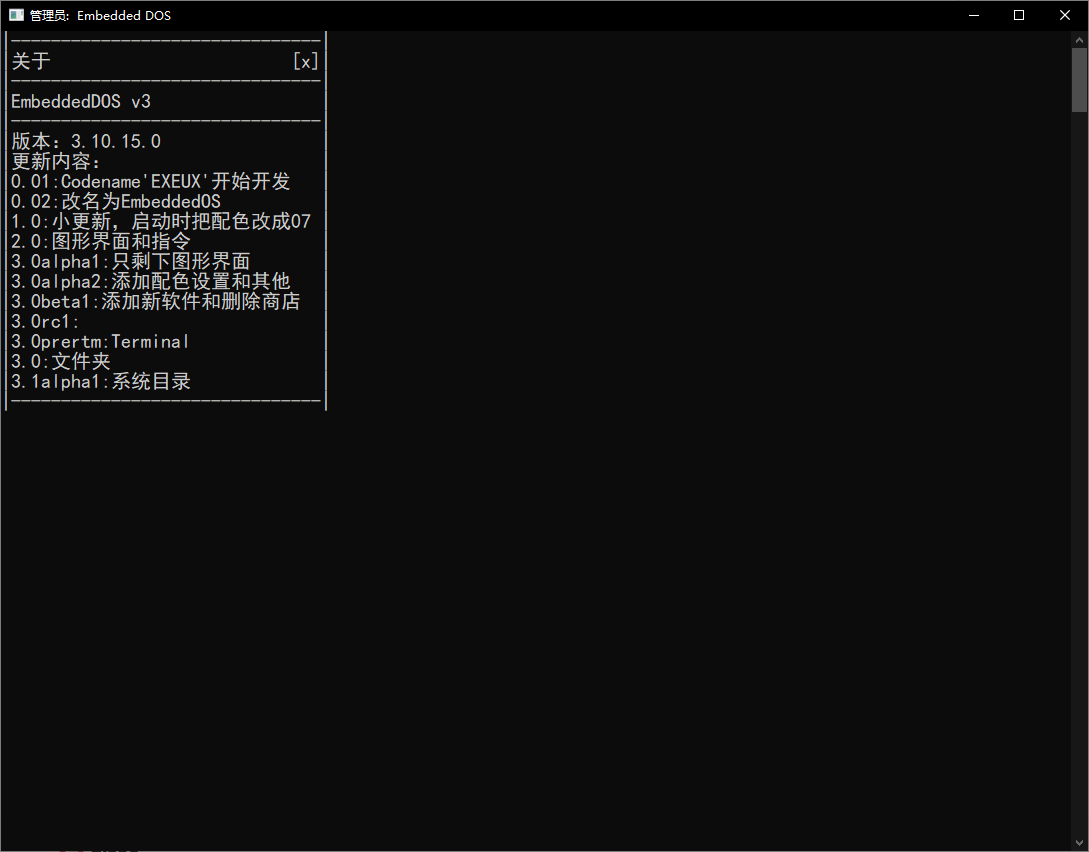 管理员: Embedded DOS
关于 [x]
EmbeddedDOS v3
版本：3.10.15.0
更新内容：
0.01:Codename'EXEUX'开始开发
0.02:改名为EmbeddedOS
1.0:小更新，启动时把配色改成07
2.0:图形界面和指令
3.0alpha1:只剩下图形界面
3.0alpha2:添加配色设置和其他
3.0beta1:添加新软件和删除商店
3.0rc1:
3.0prertm:Terminal
3.0:文件夹
3.1alpha1:系统目录